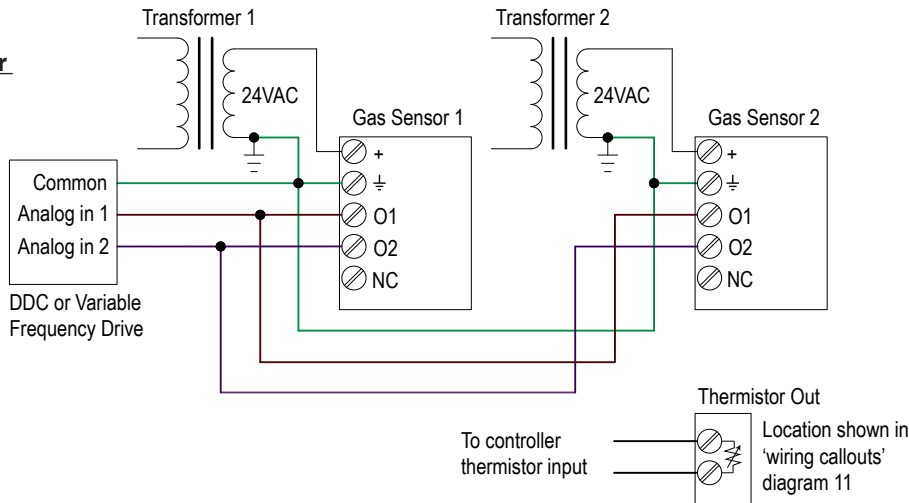 Transformer 1
Transformer 2
r
24VAC
24VAC
Gas Sensor 1
Gas Sensor 2
+
+
Common
Analog in 1
O1
O1
Analog in 2
O2
O2
NC
NC
DDC or Variable
Frequency Drive
Thermistor Out
To controller
thermistor input
Location shown in
'wiring callouts'
diagram 11